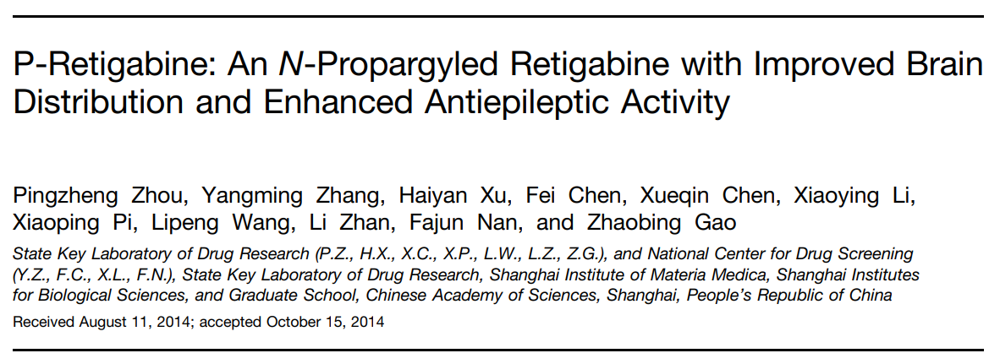 P-Retigabine: An N-Propargyled Retigabine with Improved Brain
Distribution and Enhanced Antiepileptic Activity
Pingzheng Zhou, Yangming Zhang, Haiyan Xu, Fei Chen, Xueqin Chen, Xiaoying Li,
Xiaoping Pi, Lipeng Wang, Li Zhan, Fajun Nan, and Zhaobing Gao
State Key Laboratory of Drug Research (P.Z., H.X., X.C., X.P., L.W., L.Z., Z.G.), and National Center for Drug Screening
(Y.Z., F.C., X.L., F.N.), State Key Laboratory of Drug Research, Shanghai Institute of Materia Medica, Shanghai Institutes
for Biological Sciences, and Graduate School, Chinese Academy of Sciences, Shanghai, People's Republic of China
Received August 11, 2014; accepted October 15, 2014